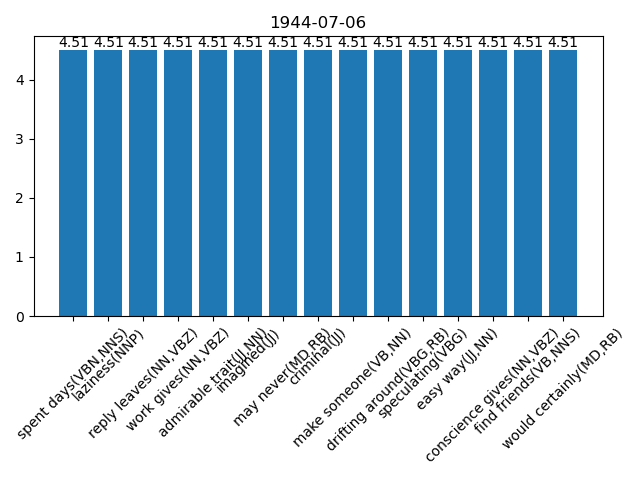 1944-07-06
4.51 4.51 4.51 4.51 4.51 4.51 4.51 4.51 4.51 4.51 4.51 4.51 4.51 4.51 4.51
4
3
2
1
0
spent days(VBN,NNS)
laziness(NNP)
reply leaves(NN,VBZ)
work gives(NN,VBZ)
admirable trait(JJ,NN)
imagined(JJ)
may never(MD,RB)
criminal(JJ)
make someone(VB,NN)
drifting around(VBG,RB)
speculating(VBG)
easy way(JJ,NN)
conscience gives(NN,VBZ)
find friends(VB,NNS)
would certainly(MD,RB)